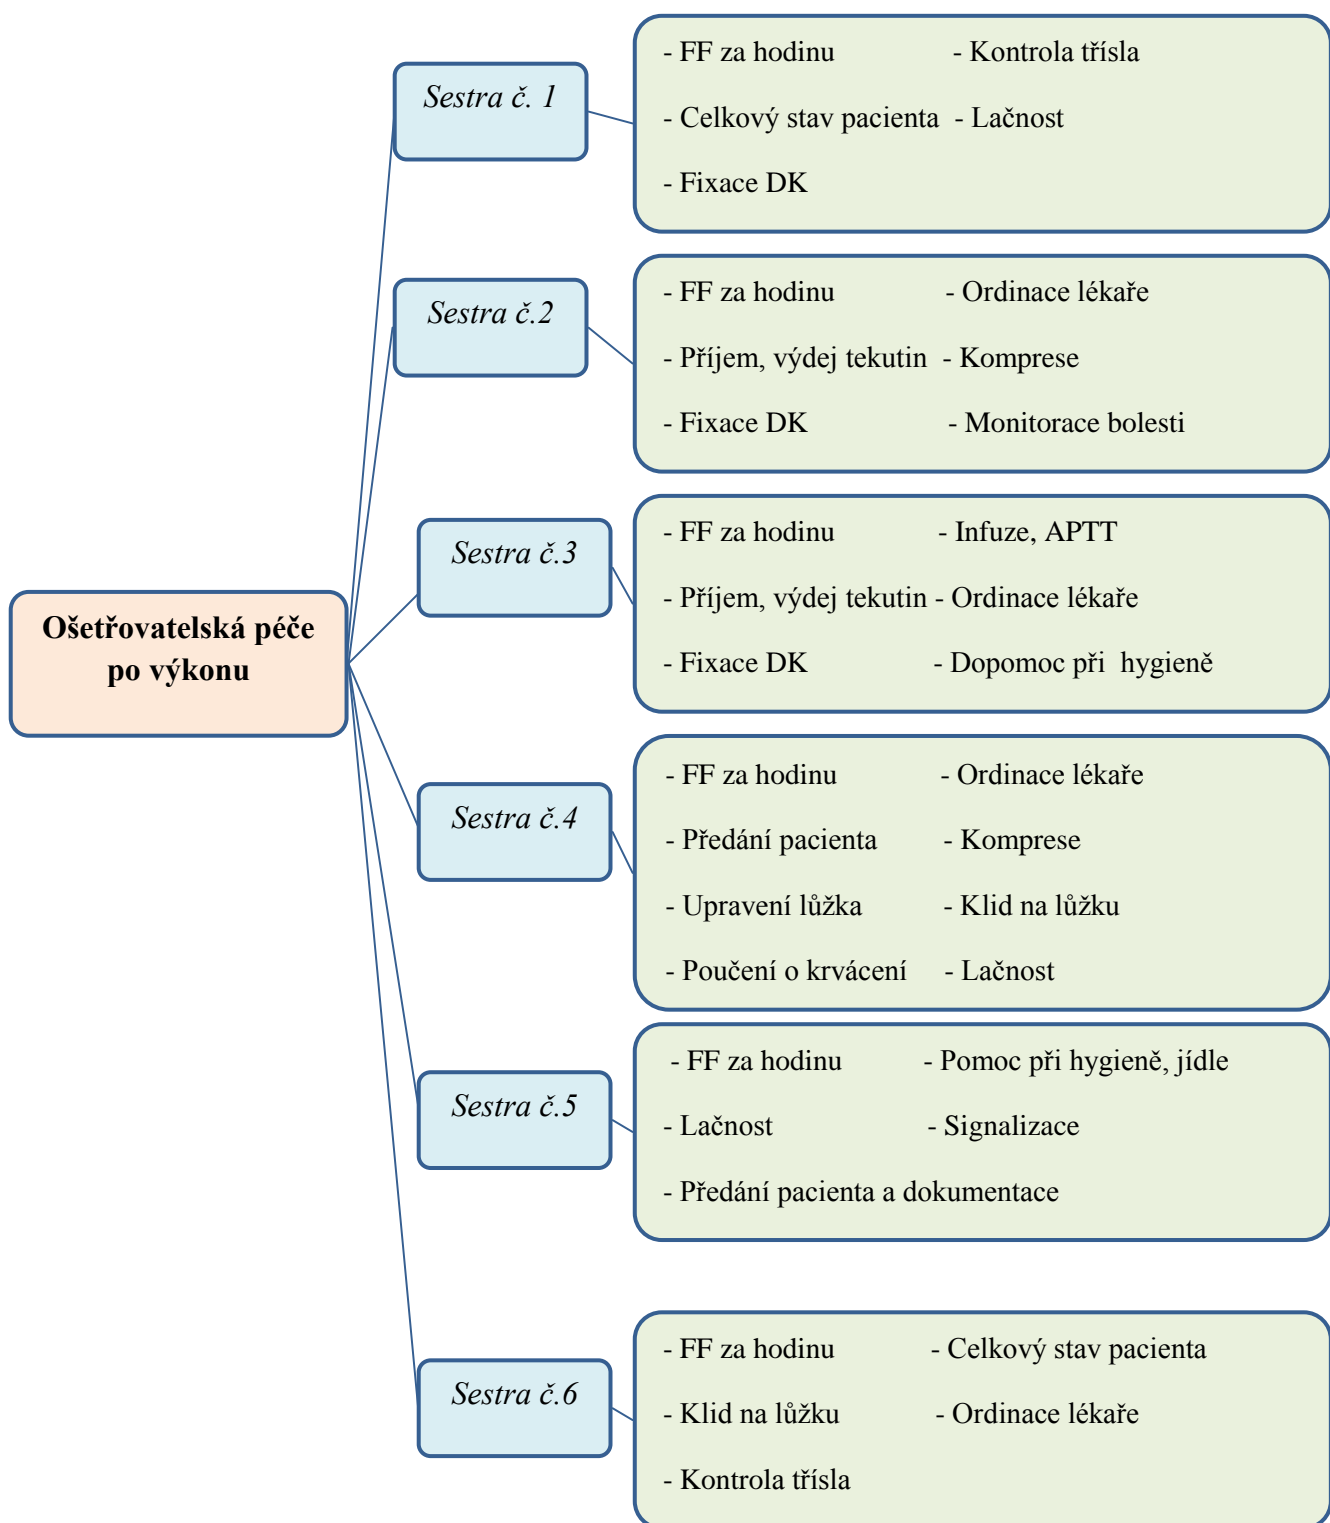 Ošetřovatelská péče
po výkonu
Sestra č. 1
- FF za hodinu - Kontrola třísla
- Celkový stav pacienta - Lačnost
- Fixace DK
Sestra č.2
- FF za hodinu - Ordinace lékaře
- Příjem, výdej tekutin - Komprese
- Fixace DK - Monitorace bolesti
Sestra č.3
- FF za hodinu - Infuze, APTT
- Příjem, výdej tekutin - Ordinace lékaře
- Fixace DK - Dopomoc při hygieně
Sestra č.4
- FF za hodinu - Ordinace lékaře
- Předání pacienta - Komprese
- Upravení lůžka - Klid na lůžku
- Poučení o krvácení - Lačnost
Sestra č.5
- FF za hodinu - Pomoc při hygieně, jídle
- Lačnost - Signalizace
- Předání pacienta a dokumentace
Sestra č.6
- FF za hodinu - Celkový stav pacienta
- Klid na lůžku - Ordinace lékaře
- Kontrola třísla